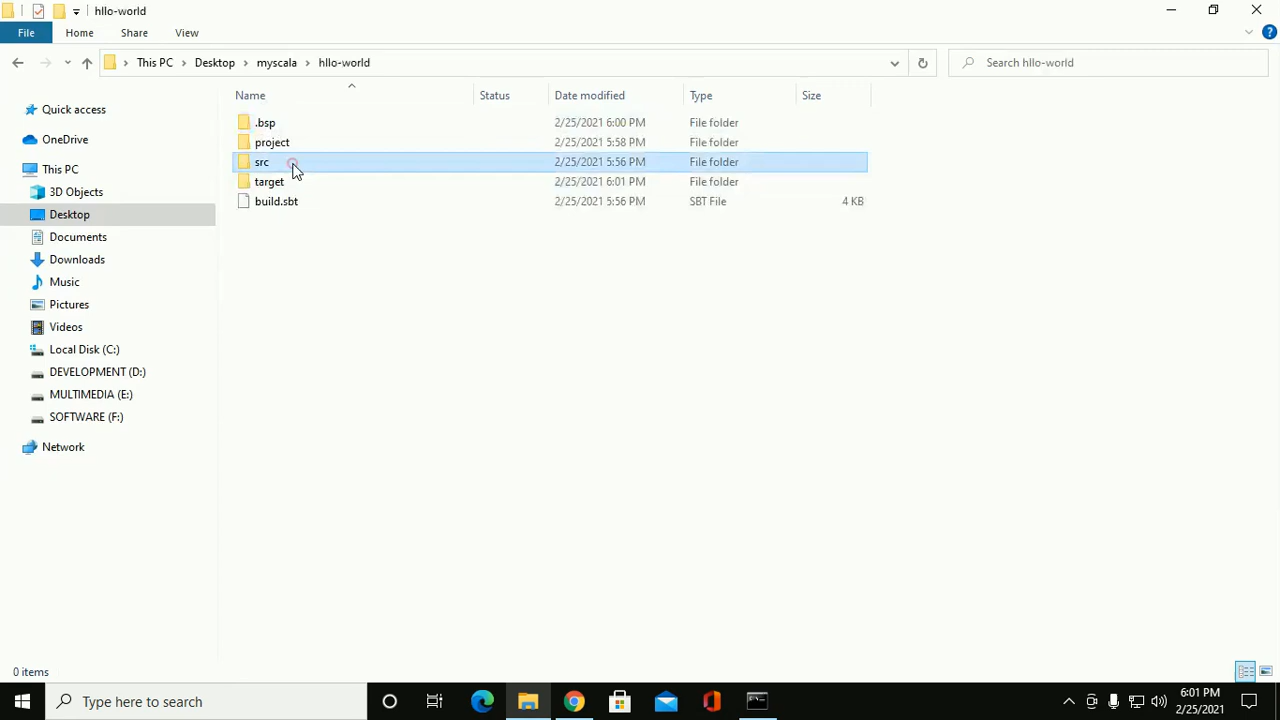 hllo-world
File Home Share View
This PC Desktop myscala hllo-world Search hllo-world
Name Status Date modified Type Size
Quick access
OneDrive
This PC
3D Objects
Desktop
Documents
Downloads
Music
Pictures
Videos
Local Disk (C:)
DEVELOPMENT (D:)
MULTIMEDIA (E:)
SOFTWARE (F:)
Network
.bsp 2/25/2021 6:00 PM File folder
project 2/25/2021 5:58 PM File folder
src 2/25/2021 5:56 PM File folder
target 2/25/2021 6:01 PM File folder
build.sbt 2/25/2021 5:56 PM SBT File 4 KB
0 items
Type here to search
6:01 PM
2/25/2021